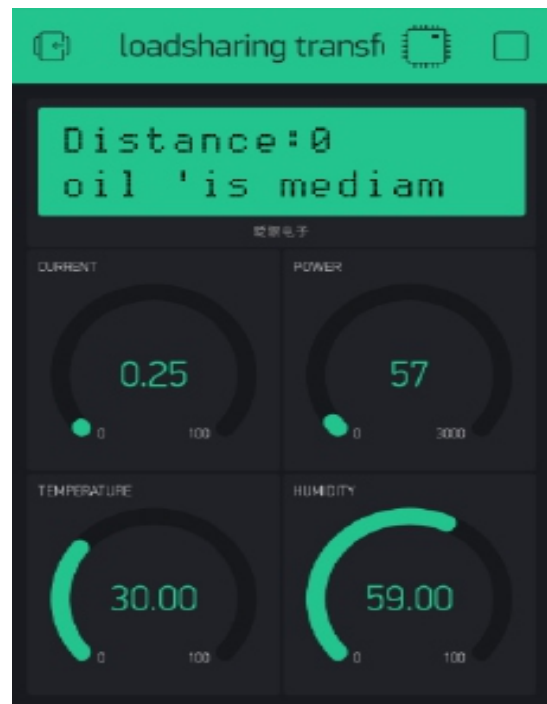 loadsharing transf
Distance:0
oil 'is mediam
CURRENT
POWER
0.25
57
0
100
0
3000
TEMPERATURE
HUMIDITY
30.00
59.00
0
100
0
100